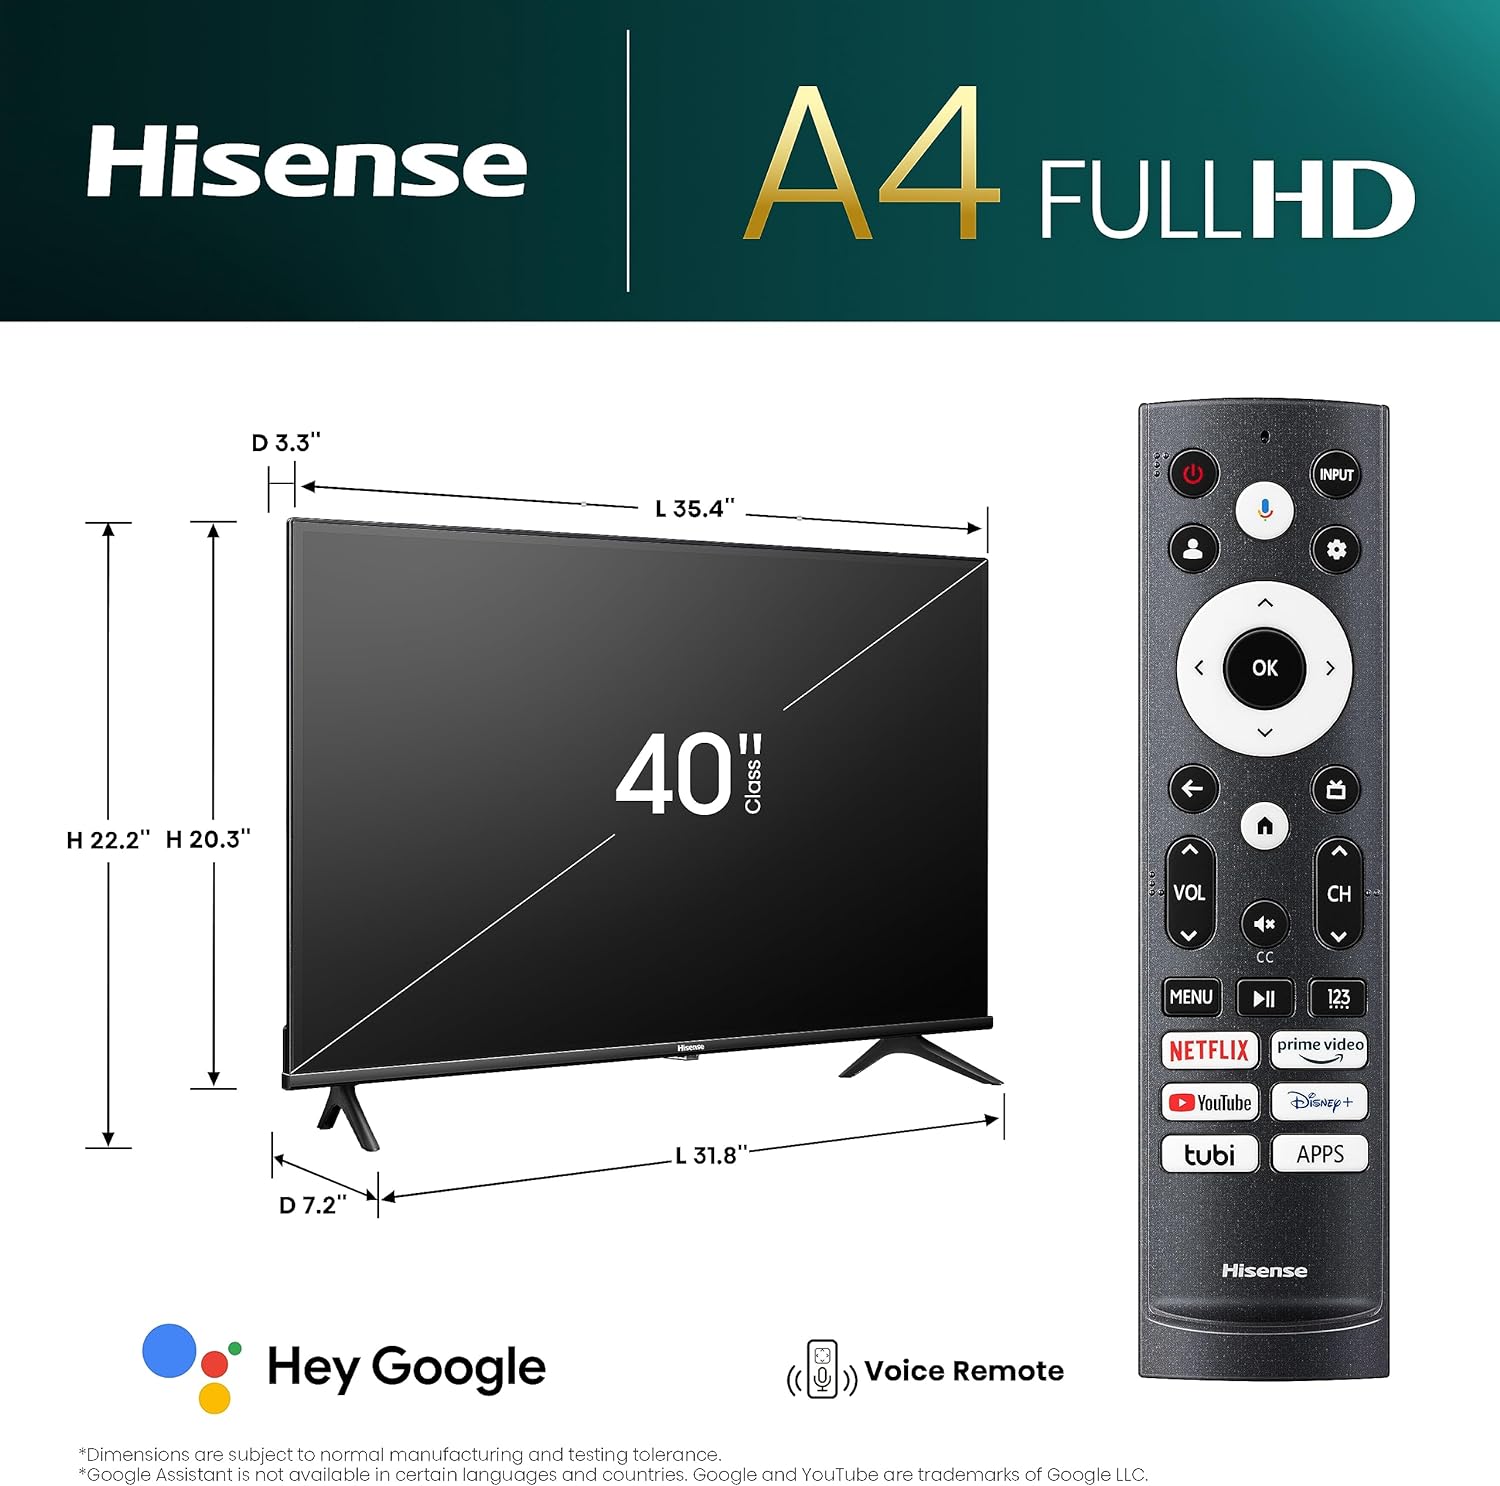 Hisense
A4 FULL HD
D 3.3"
L 35.4"
H 22.2"
H 20.3"
40" Class
Hisense
L 31.8"
D 7.2"
INPUT
OK
VOL
CH
CC
MENU
123
NETFLIX
prime video
YouTube
Disney+
tubi
APPS
Hisense
Hey Google
Voice Remote
*Dimensions are subject to normal manufacturing and testing tolerance.
*Google Assistant is not available in certain languages and countries. Google and YouTube are trademarks of Google LLC.